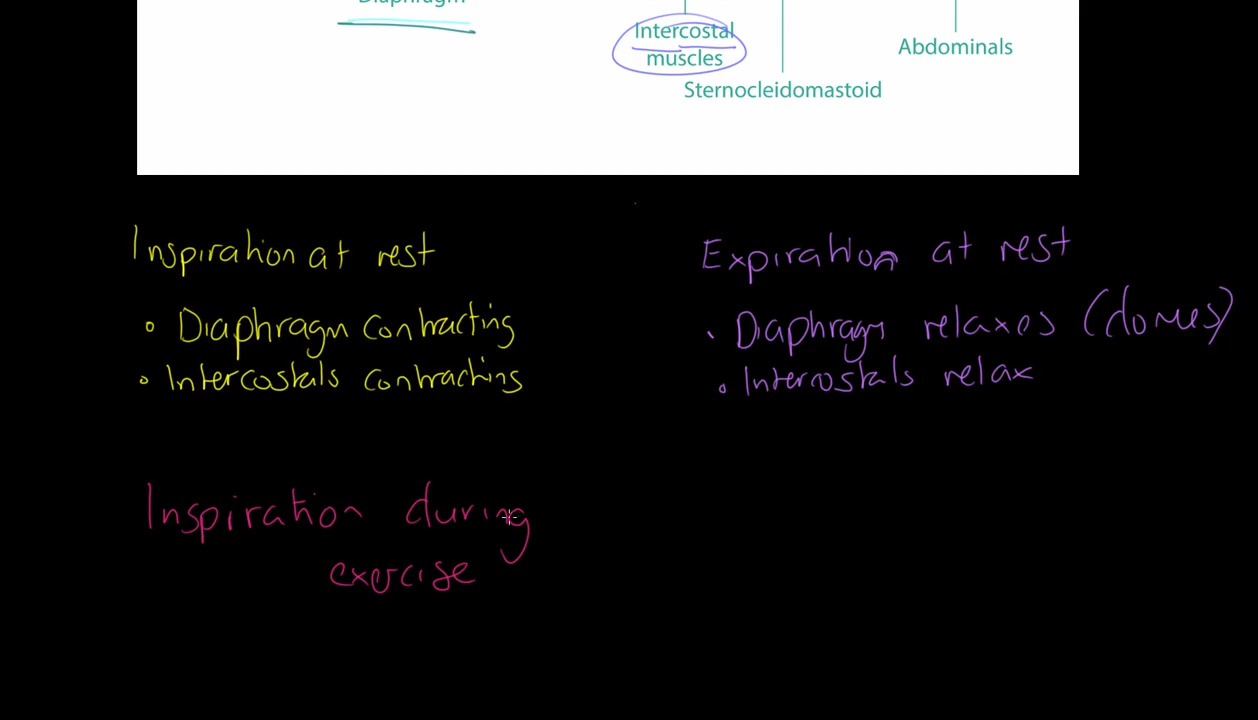 Diaphragm
Intercostal
muscles
Abdominals
Sternocleidomastoid
Inspiration at rest
• Diaphragm contracting
• Intercostals contracting
Expiration at rest
• Diaphragm relaxes (domes)
• Intercostals relax
Inspiration during
exercise